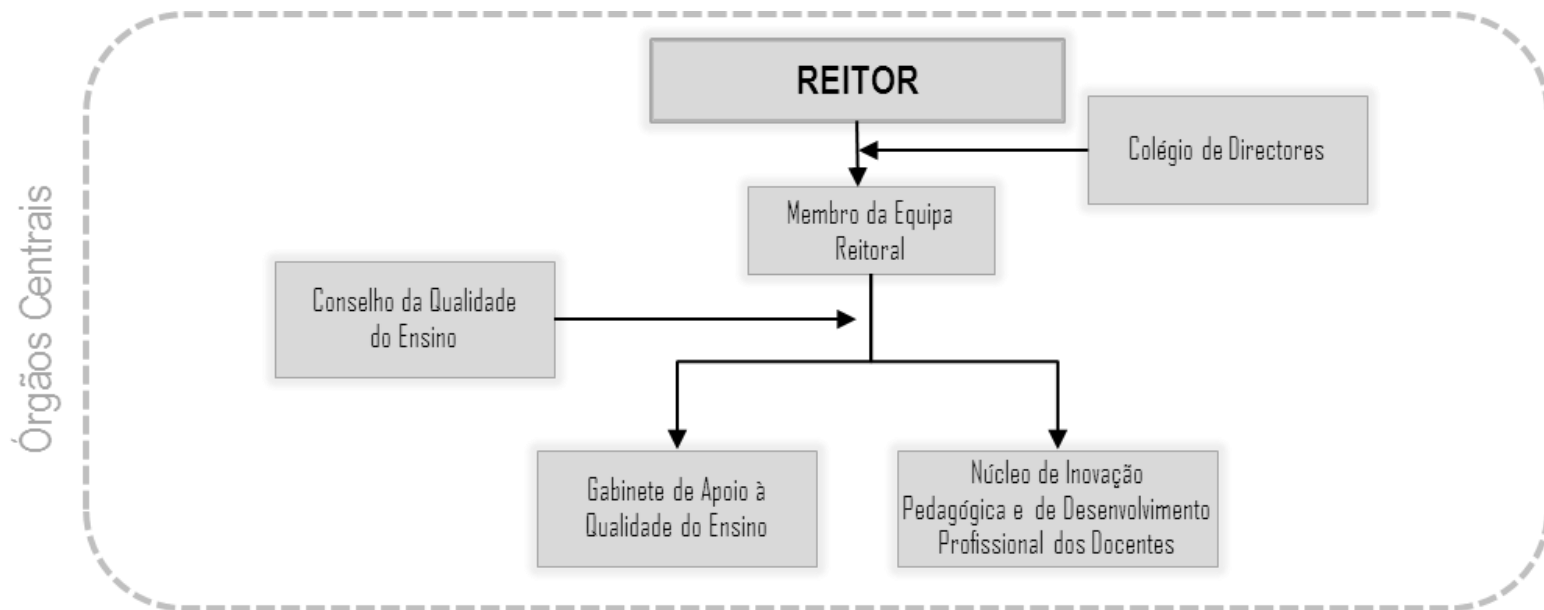 Órgãos Centrais
REITOR
Colégio de Directores
Membro da Equipa
Reitoral
Conselho da Qualidade
do Ensino
Gabinete de Apoio à
Qualidade do Ensino
Núcleo de Inovação
Pedagógica e de Desenvolvimento
Profissional dos Docentes